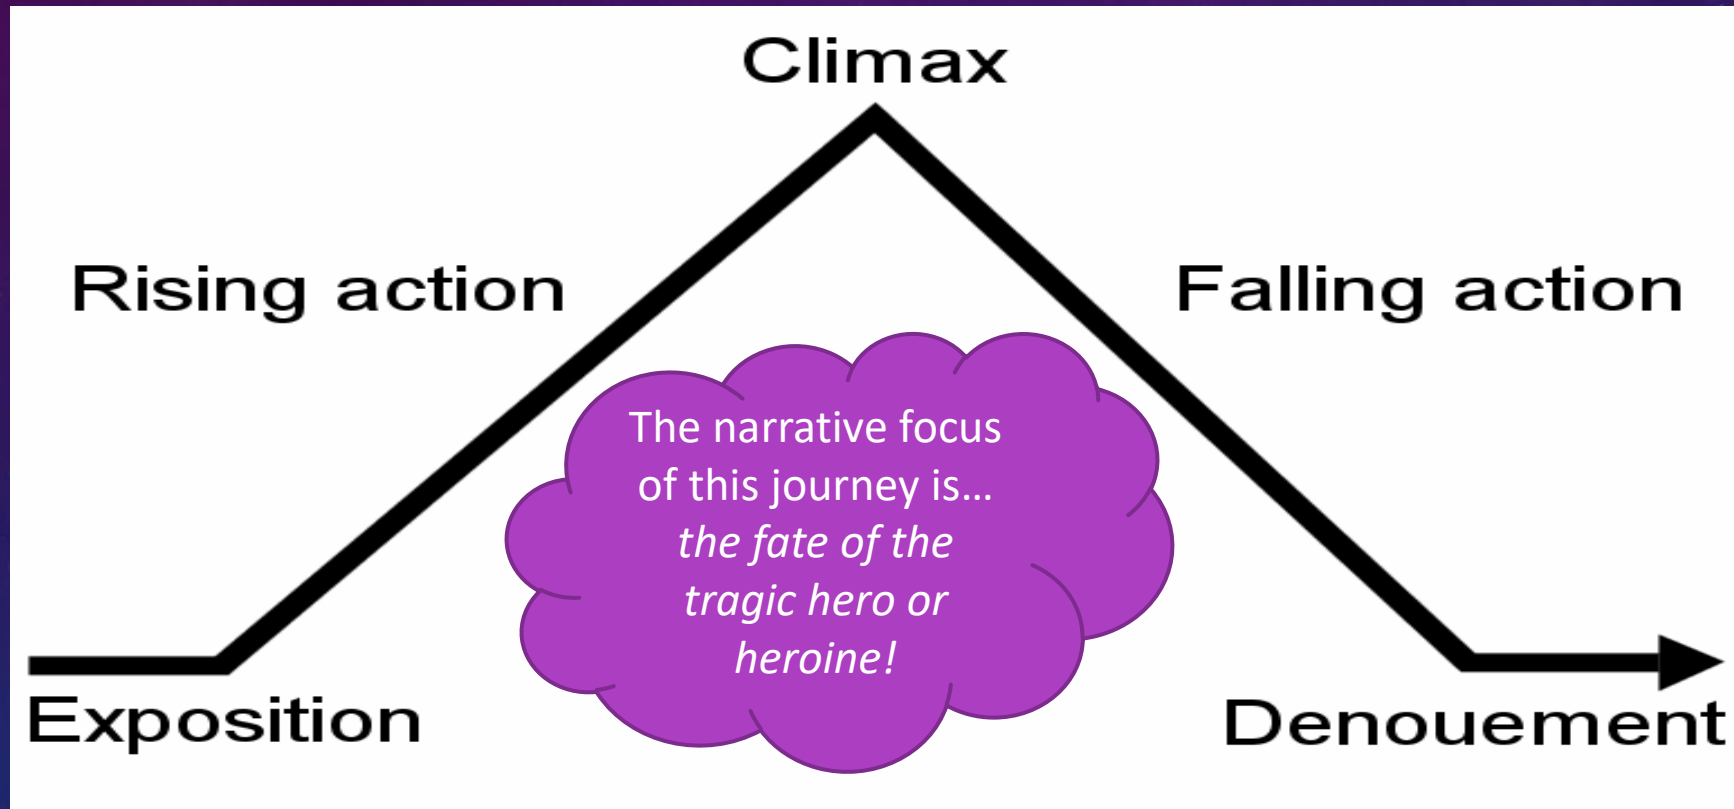 Climax
Rising action
Falling action
The narrative focus
of this journey is...
the fate of the
tragic hero or
heroine!
Exposition
Denouement